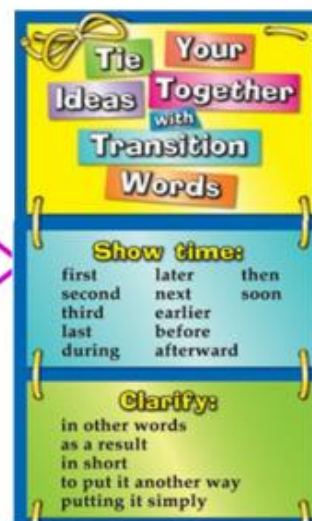 Tie Your
Ideas Together
with
Transition
Words
Show time:
first later then
second next soon
third earlier
last before
during afterward
Clarify:
in other words
as a result
in short
to put it another way
putting it simply